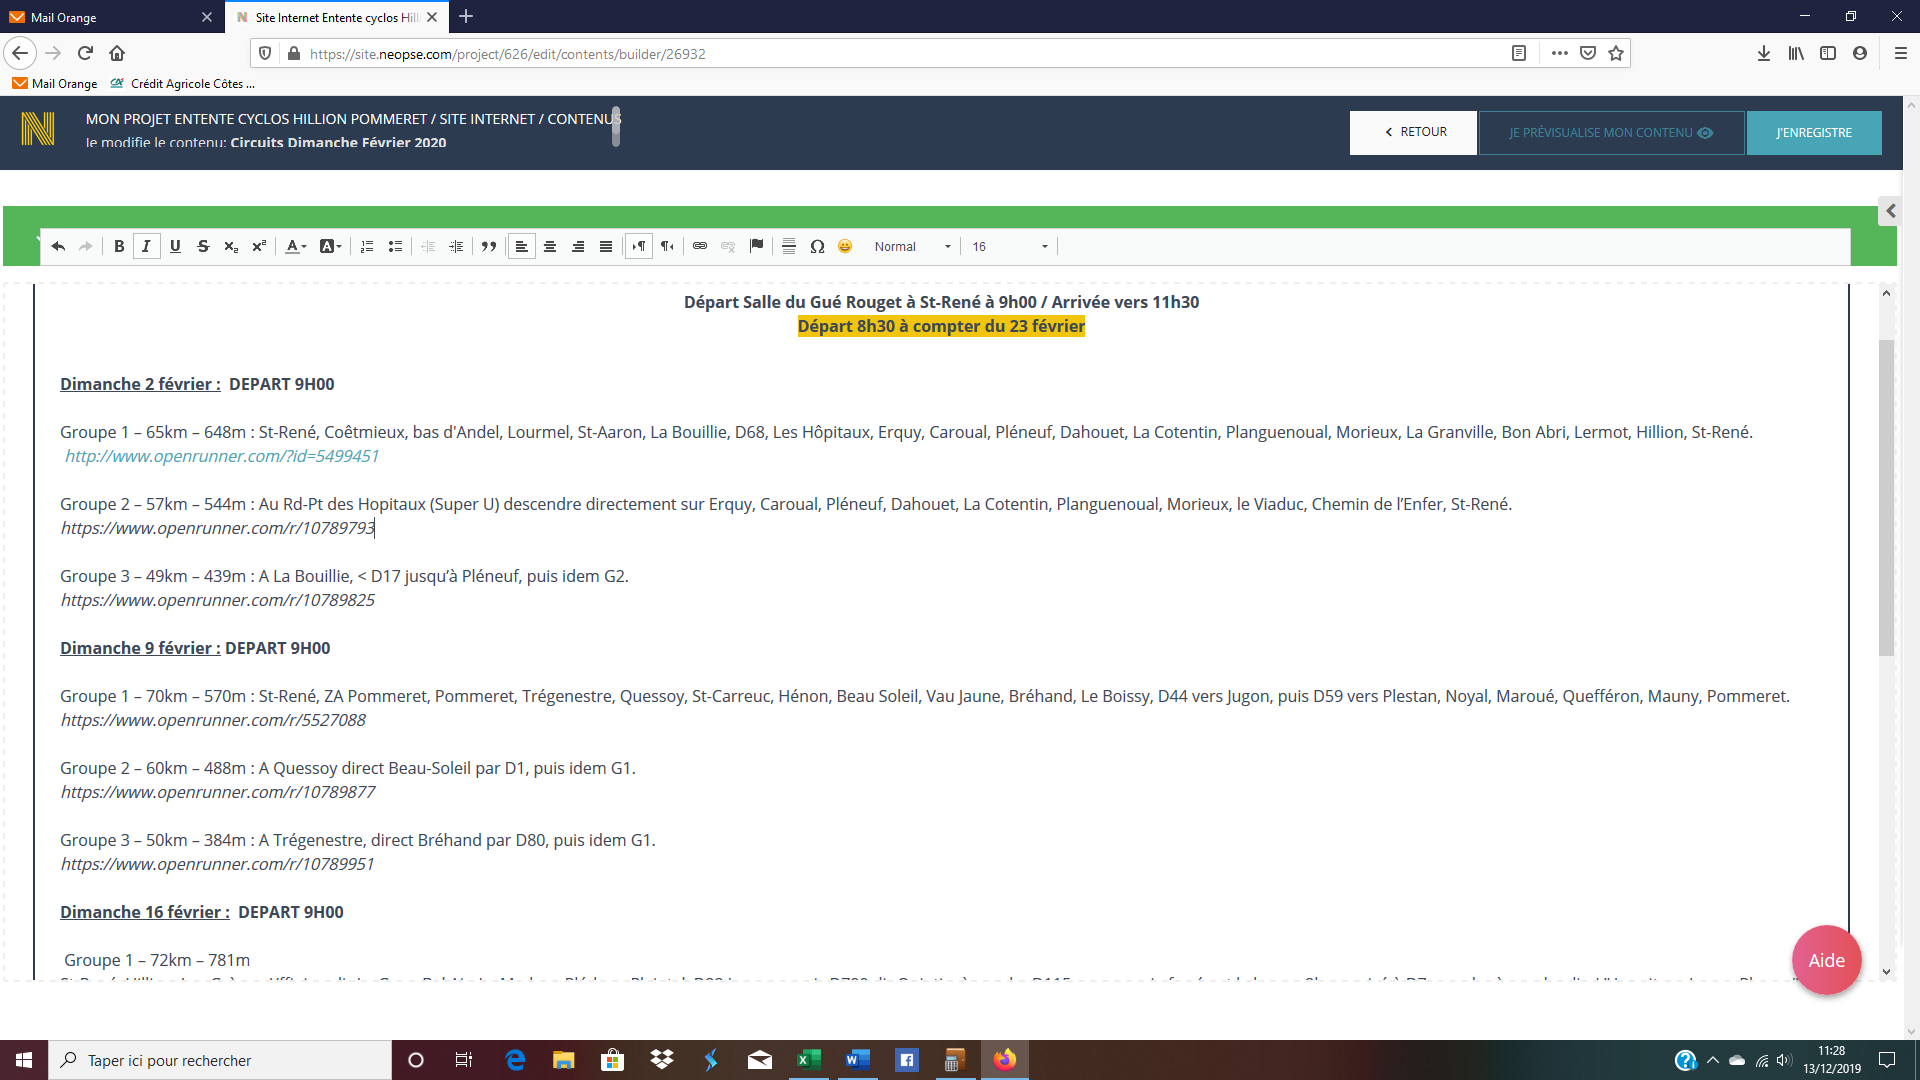 Mail Orange
Site Internet Entente cyclos Hill
https://site.neopse.com/project/626/edit/contents/builder/26932
Mail Orange
Crédit Agricole Côtes ...
MON PROJET ENTENTE CYCLOS HILLION POMMERET / SITE INTERNET / CONTENUS
Je modifie le contenu: Circuits Dimanche Février 2020
RETOUR
JE PRÉVISUALISE MON CONTENU
J'ENREGISTRE
Normal
16
Départ Salle du Gué Rouget à St-René à 9h00 / Arrivée vers 11h30
Départ 8h30 à compter du 23 février
Dimanche 2 février : DEPART 9H00
Groupe 1 – 65km – 648m : St-René, Coêtmieux, bas d'Andel, Lourmel, St-Aaron, La Bouillie, D68, Les Hôpitaux, Erquy, Caroual, Pléneuf, Dahouet, La Cotentin, Planguenoual, Morieux, La Granville, Bon Abri, Lermot, Hillion, St-René.
http://www.openrunner.com/?id=5499451
Groupe 2 – 57km – 544m : Au Rd-Pt des Hopitaux (Super U) descendre directement sur Erquy, Caroual, Pléneuf, Dahouet, La Cotentin, Planguenoual, Morieux, le Viaduc, Chemin de l’Enfer, St-René.
https://www.openrunner.com/r/10789793
Groupe 3 – 49km – 439m : A La Bouillie, < D17 jusqu’à Pléneuf, puis idem G2.
https://www.openrunner.com/r/10789825
Dimanche 9 février : DEPART 9H00
Groupe 1 – 70km – 570m : St-René, ZA Pommeret, Pommeret, Trégenestre, Quessoy, St-Carreuc, Hénon, Beau Soleil, Vau Jaune, Bréhand, Le Boissy, D44 vers Jugon, puis D59 vers Plestan, Noyal, Maroué, Quefféron, Mauny, Pommeret.
https://www.openrunner.com/r/5527088
Groupe 2 – 60km – 488m : A Quessoy direct Beau-Soleil par D1, puis idem G1.
https://www.openrunner.com/r/10789877
Groupe 3 – 50km – 384m : A Trégenestre, direct Bréhand par D80, puis idem G1.
https://www.openrunner.com/r/10789951
Dimanche 16 février : DEPART 9H00
Groupe 1 – 72km – 781m
Aide
Taper ici pour rechercher
11:28
13/12/2019